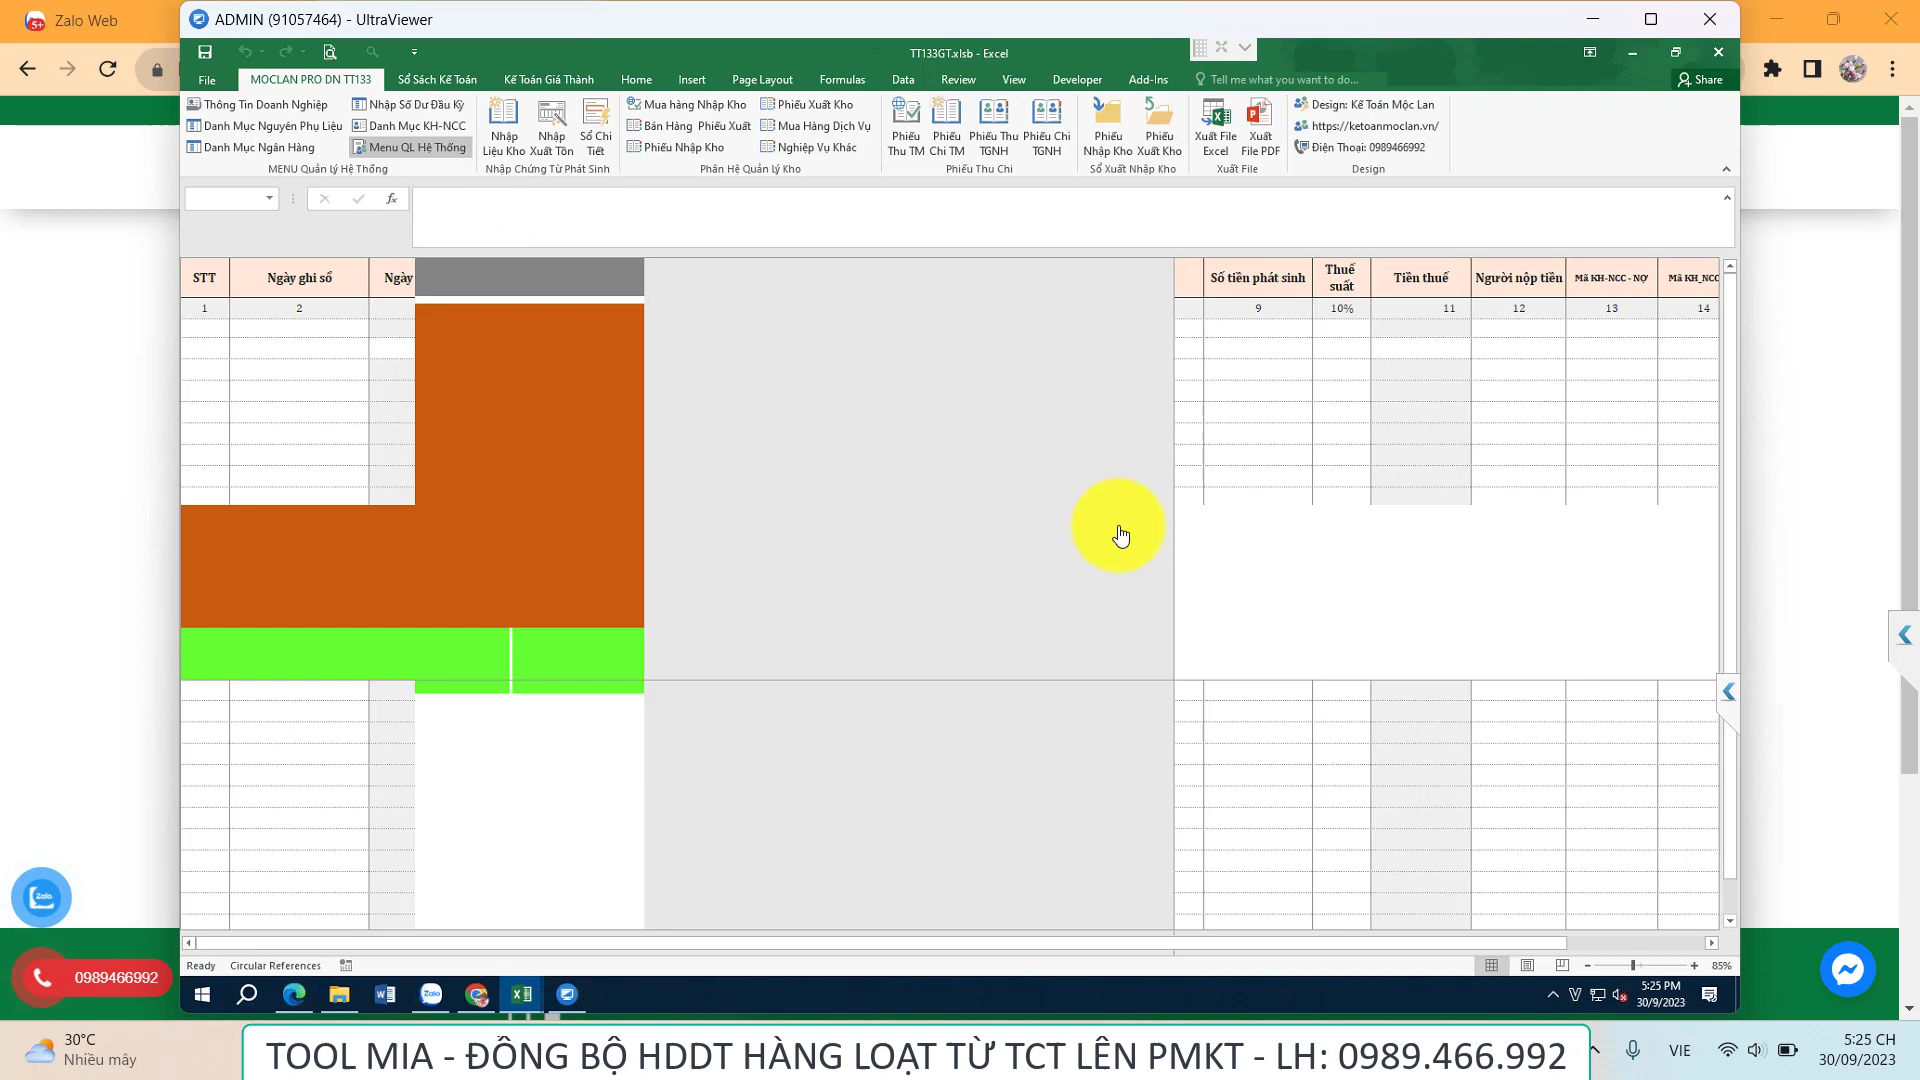 Zalo Web
ADMIN (91057464) - UltraViewer
TT133GT.xlsb - Excel
File
MOCLAN PRO DN TT133
Sổ Sách Kế Toán
Kế Toán Giá Thành
Home
Insert
Page Layout
Formulas
Data
Review
View
Developer
Add-Ins
Tell me what you want to do...
Share
Thông Tin Doanh Nghiệp
Nhập Số Dư Đầu Kỳ
Danh Mục Nguyên Phụ Liệu
Danh Mục KH-NCC
Danh Mục Ngân Hàng
Menu QL Hệ Thống
MENU Quản Lý Hệ Thống
Nhập Liệu Kho
Nhập Xuất Tồn
Sổ Chi Tiết
Nhập Chứng Từ Phát Sinh
Mua hàng Nhập Kho
Phiếu Xuất Kho
Bán Hàng Phiếu Xuất
Mua Hàng Dịch Vụ
Phiếu Nhập Kho
Nghiệp Vụ Khác
Phân Hệ Quản Lý Kho
Phiếu Thu TM
Phiếu Chi TM
Phiếu Thu TGNH
Phiếu Chi TGNH
Phiếu Thu Chi
Phiếu Nhập Kho
Phiếu Xuất Kho
Sổ Xuất Nhập Kho
Xuất File Excel
Xuất File PDF
Xuất File
Design: Kế Toán Mộc Lan
https://ketoanmoclan.vn/
Điện Thoại: 0989466992
Design
fx
STT
Ngày ghi sổ
Ngày
Số tiền phát sinh
Thuế suất
Tiền thuế
Người nộp tiền
Mã KH-NCC - NỢ
Mã KH_NCC
1
2
9
10%
11
12
13
14
Ready
Circular References
85%
5:25 PM
30/9/2023
Zalo
0989466992
30°C
Nhiều mây
TOOL MIA - ĐỒNG BỘ HDDT HÀNG LOẠT TỪ TCT LÊN PMKT - LH: 0989.466.992
VIE
5:25 CH
30/09/2023